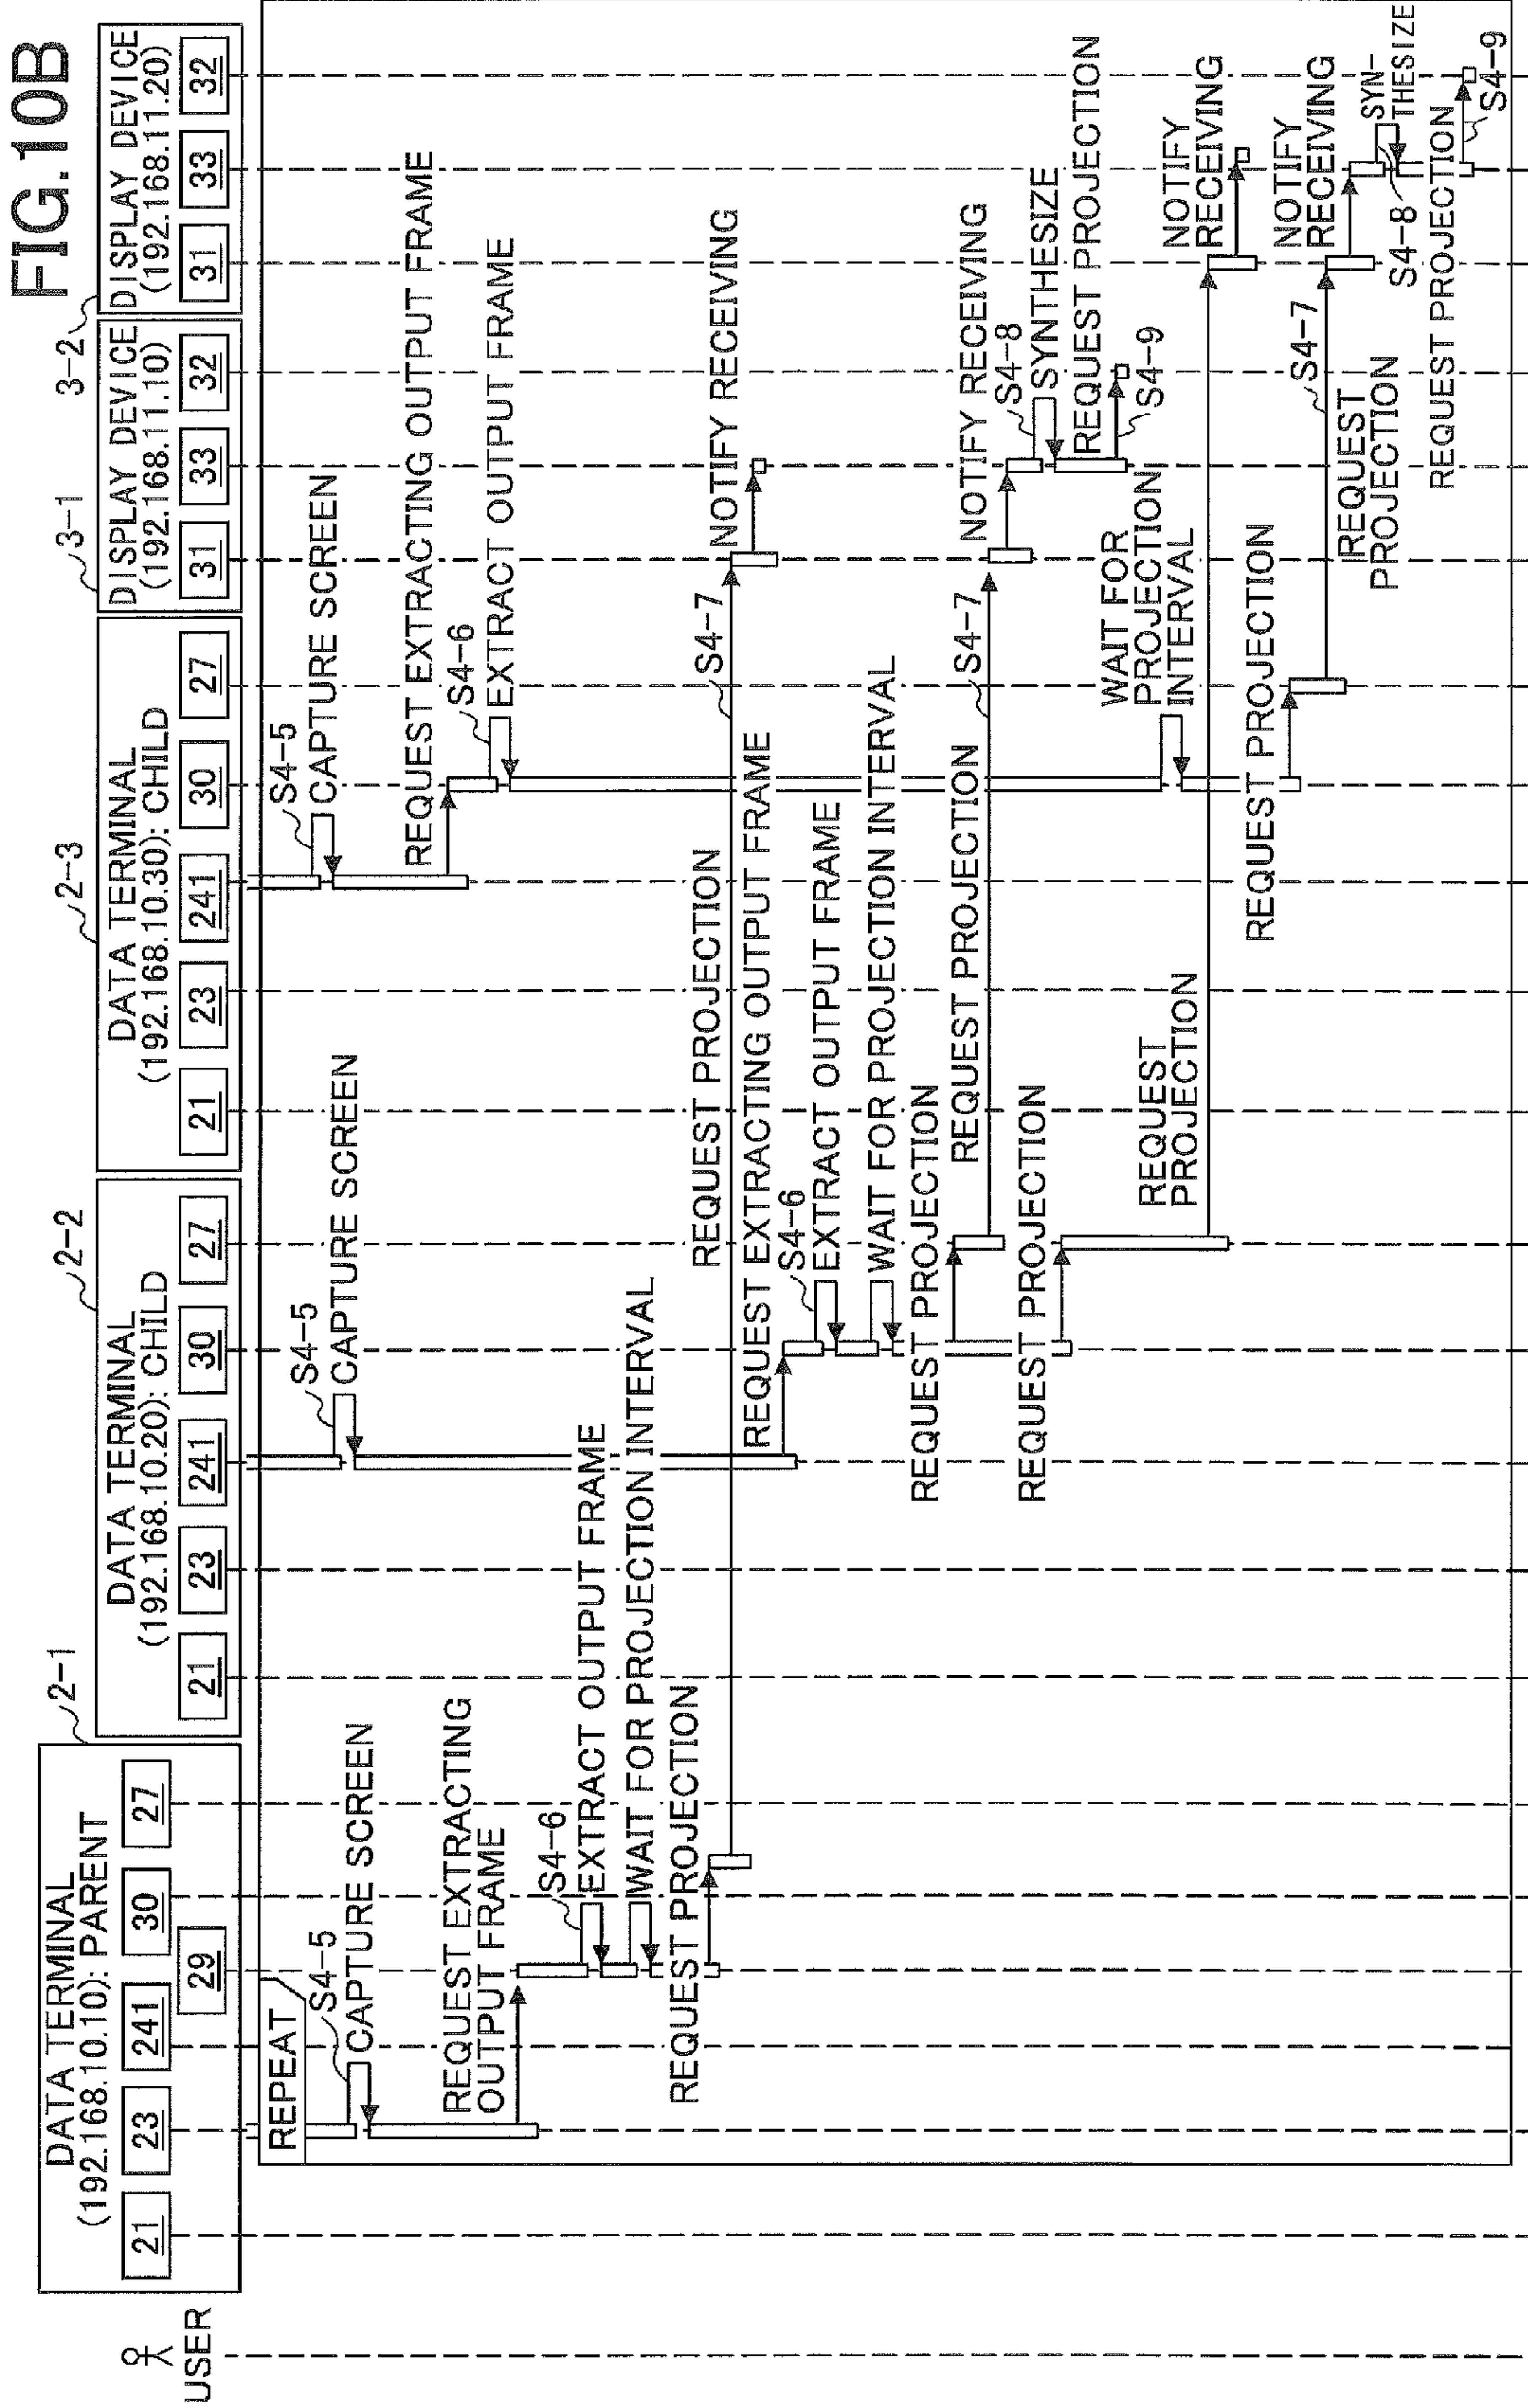 FIG.10B
USER
2-1
DATA TERMINAL
(192.168.10.10): PARENT
21
23
241
29
30
27
2-2
DATA TERMINAL
(192.168.10.20): CHILD
21
23
241
30
27
2-3
DATA TERMINAL
(192.168.10.30): CHILD
21
23
241
30
27
3-1
DISPLAY DEVICE
(192.168.11.10)
31
33
32
3-2
DISPLAY DEVICE
(192.168.11.20)
31
33
32
REPEAT
S4-5
CAPTURE SCREEN
S4-5
CAPTURE SCREEN
S4-5
CAPTURE SCREEN
REQUEST EXTRACTING OUTPUT FRAME
REQUEST EXTRACTING
OUTPUT FRAME
S4-6
EXTRACT OUTPUT FRAME
S4-6
EXTRACT OUTPUT FRAME
WAIT FOR PROJECTION INTERVAL
REQUEST PROJECTION
REQUEST PROJECTION
S4-7
NOTIFY RECEIVING
REQUEST EXTRACTING OUTPUT FRAME
S4-6
EXTRACT OUTPUT FRAME
WAIT FOR PROJECTION INTERVAL
REQUEST PROJECTION
REQUEST PROJECTION
S4-7
NOTIFY RECEIVING
S4-8
SYNTHESIZE
REQUEST PROJECTION
S4-9
REQUEST PROJECTION
WAIT FOR
PROJECTION
INTERVAL
REQUEST
PROJECTION
NOTIFY
RECEIVING
REQUEST PROJECTION
S4-7
REQUEST
PROJECTION
NOTIFY
RECEIVING
S4-8
SYN-
THESIZE
REQUEST PROJECTION
S4-9